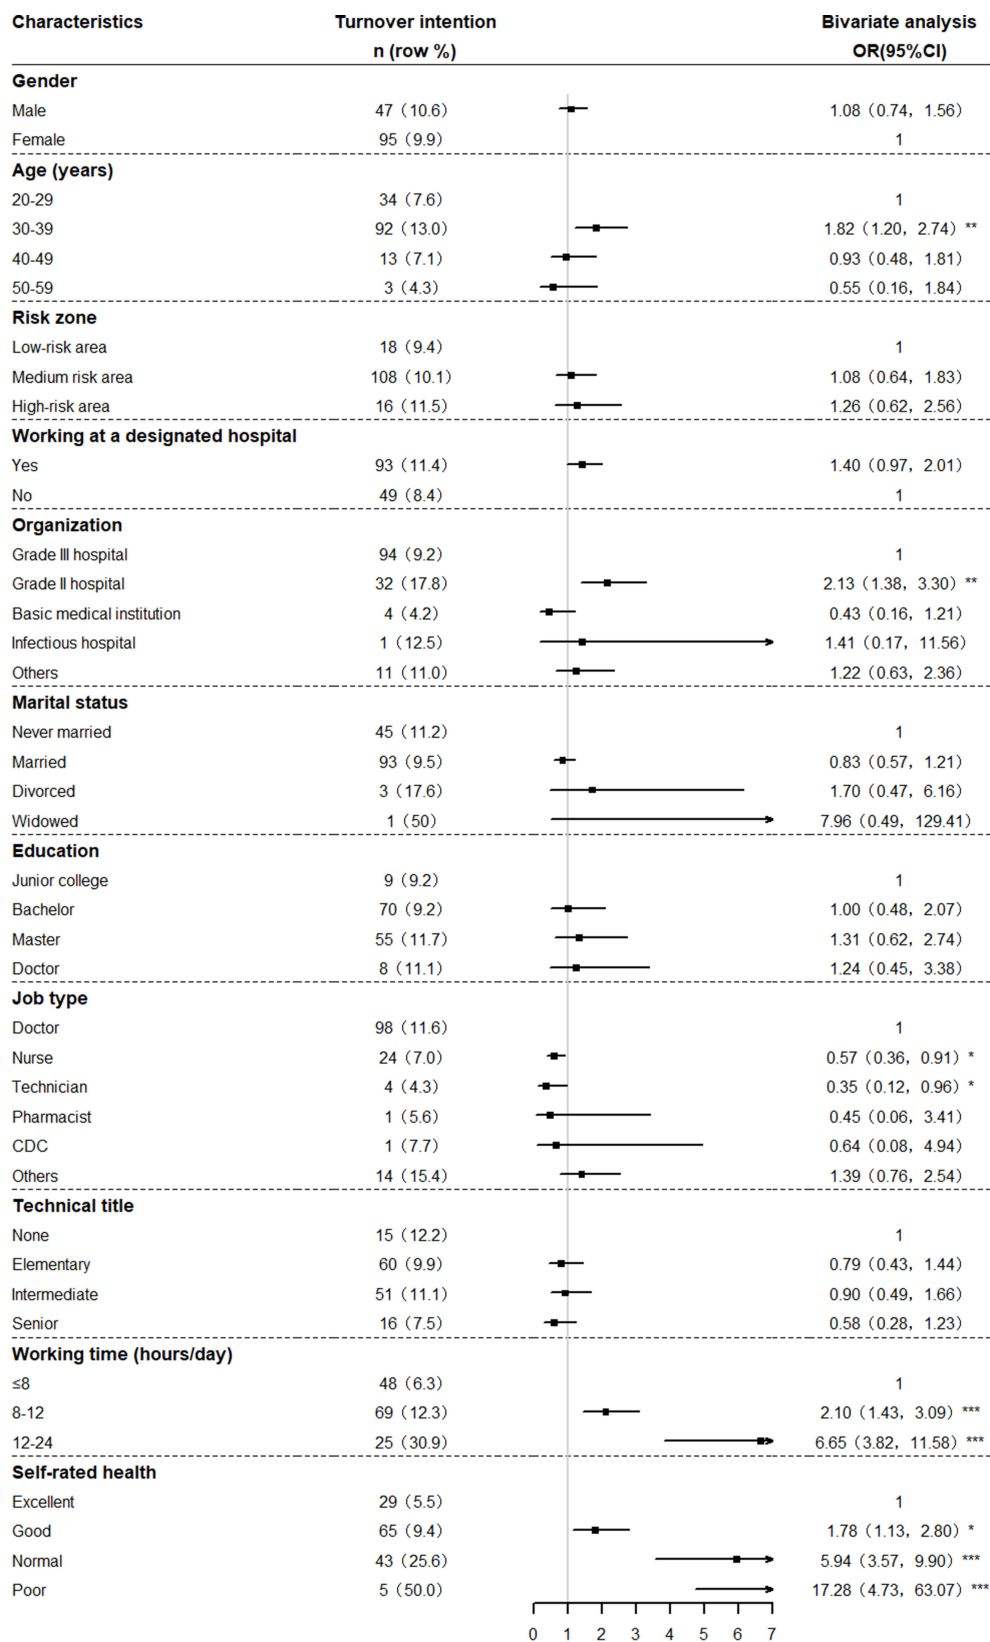 Characteristics Turnover intention Bivariate analysis
n (row %) OR(95%CI)
Gender
Male 47（10.6） 1.08（0.74， 1.56）
Female 95（9.9） 1
Age (years)
20-29 34（7.6） 1
30-39 92（13.0） 1.82（1.20， 2.74）**
40-49 13（7.1） 0.93（0.48， 1.81）
50-59 3（4.3） 0.55（0.16， 1.84）
Risk zone
Low-risk area 18（9.4） 1
Medium risk area 108（10.1） 1.08（0.64， 1.83）
High-risk area 16（11.5） 1.26（0.62， 2.56）
Working at a designated hospital
Yes 93（11.4） 1.40（0.97， 2.01）
No 49（8.4） 1
Organization
Grade III hospital 94（9.2） 1
Grade II hospital 32（17.8） 2.13（1.38， 3.30）**
Basic medical institution 4（4.2） 0.43（0.16， 1.21）
Infectious hospital 1（12.5） 1.41（0.17， 11.56）
Others 11（11.0） 1.22（0.63， 2.36）
Marital status
Never married 45（11.2） 1
Married 93（9.5） 0.83（0.57， 1.21）
Divorced 3（17.6） 1.70（0.47， 6.16）
Widowed 1（50） 7.96（0.49， 129.41）
Education
Junior college 9（9.2） 1
Bachelor 70（9.2） 1.00（0.48， 2.07）
Master 55（11.7） 1.31（0.62， 2.74）
Doctor 8（11.1） 1.24（0.45， 3.38）
Job type
Doctor 98（11.6） 1
Nurse 24（7.0） 0.57（0.36， 0.91）*
Technician 4（4.3） 0.35（0.12， 0.96）*
Pharmacist 1（5.6） 0.45（0.06， 3.41）
CDC 1（7.7） 0.64（0.08， 4.94）
Others 14（15.4） 1.39（0.76， 2.54）
Technical title
None 15（12.2） 1
Elementary 60（9.9） 0.79（0.43， 1.44）
Intermediate 51（11.1） 0.90（0.49， 1.66）
Senior 16（7.5） 0.58（0.28， 1.23）
Working time (hours/day)
≤8 48（6.3） 1
8-12 69（12.3） 2.10（1.43， 3.09）***
12-24 25（30.9） 6.65（3.82， 11.58）***
Self-rated health
Excellent 29（5.5） 1
Good 65（9.4） 1.78（1.13， 2.80）*
Normal 43（25.6） 5.94（3.57， 9.90）***
Poor 5（50.0） 17.28（4.73， 63.07）***
0 1 2 3 4 5 6 7